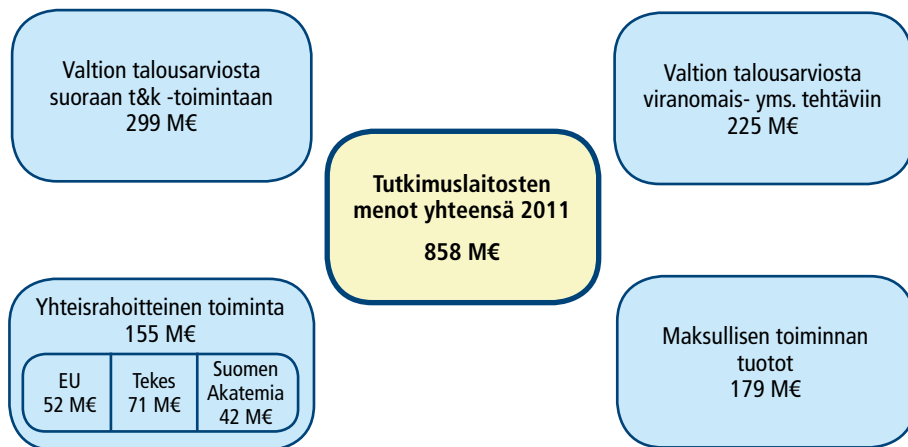 Valtion talousarviosta
suoraan t&k -toimintaan
299 M€
Valtion talousarviosta
viranomais- yms. tehtäviin
225 M€
Tutkimuslaitosten
menot yhteensä 2011
858 M€
Yhteisrahoitteinen toiminta
155 M€
EU
52 M€
Tekes
71 M€
Suomen
Akatemia
42 M€
Maksullisen toiminnan
tuotot
179 M€